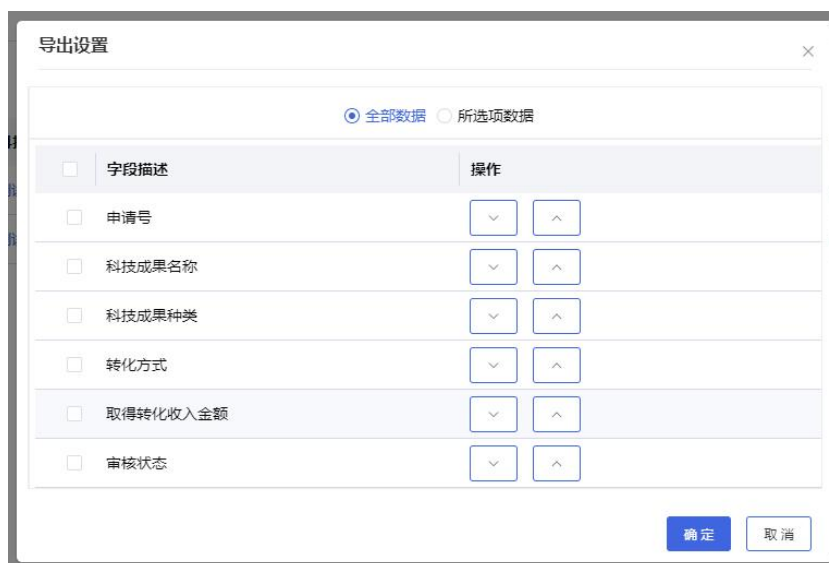 导出设置
全部数据 所选项数据
字段描述 操作
申请号
科技成果名称
科技成果种类
转化方式
取得转化收入金额
审核状态
确定 取消